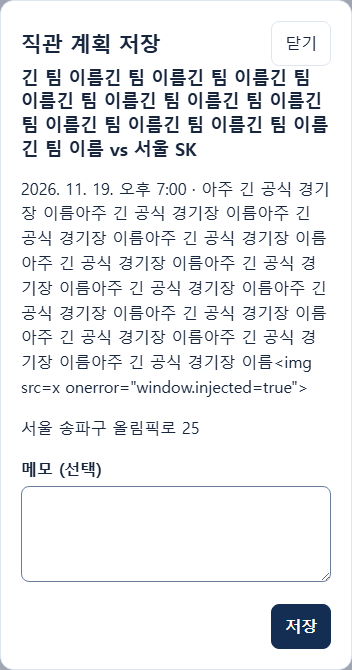 직관 계획 저장
닫기
긴 팀 이름긴 팀 이름긴 팀 이름긴 팀
이름긴 팀 이름긴 팀 이름긴 팀 이름긴
팀 이름긴 팀 이름긴 팀 이름긴 팀 이름
긴 팀 이름 vs 서울 SK
2026. 11. 19. 오후 7:00 · 아주 긴 공식 경기
장 이름아주 긴 공식 경기장 이름아주 긴
공식 경기장 이름아주 긴 공식 경기장 이름
아주 긴 공식 경기장 이름아주 긴 공식 경
기장 이름아주 긴 공식 경기장 이름아주 긴
공식 경기장 이름아주 긴 공식 경기장 이름
아주 긴 공식 경기장 이름아주 긴 공식 경
기장 이름아주 긴 공식 경기장 이름<img
src=x onerror="window.injected=true">
서울 송파구 올림픽로 25
메모 (선택)
저장